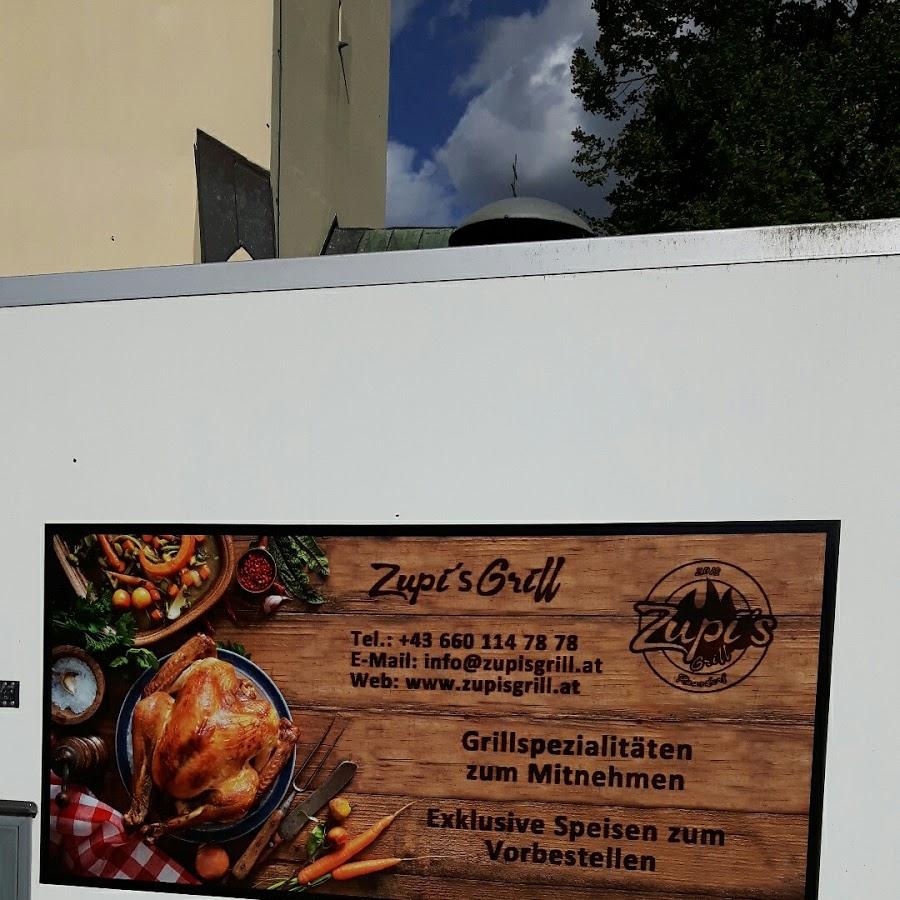 Zupi's Grill
Tel.: +43 660 114 78 78
E-Mail: info@zupisgrill.at
Web: www.zupisgrill.at
Grillspezialitäten
zum Mitnehmen
Exklusive Speisen zum
Vorbestellen
Zupi's
Grill